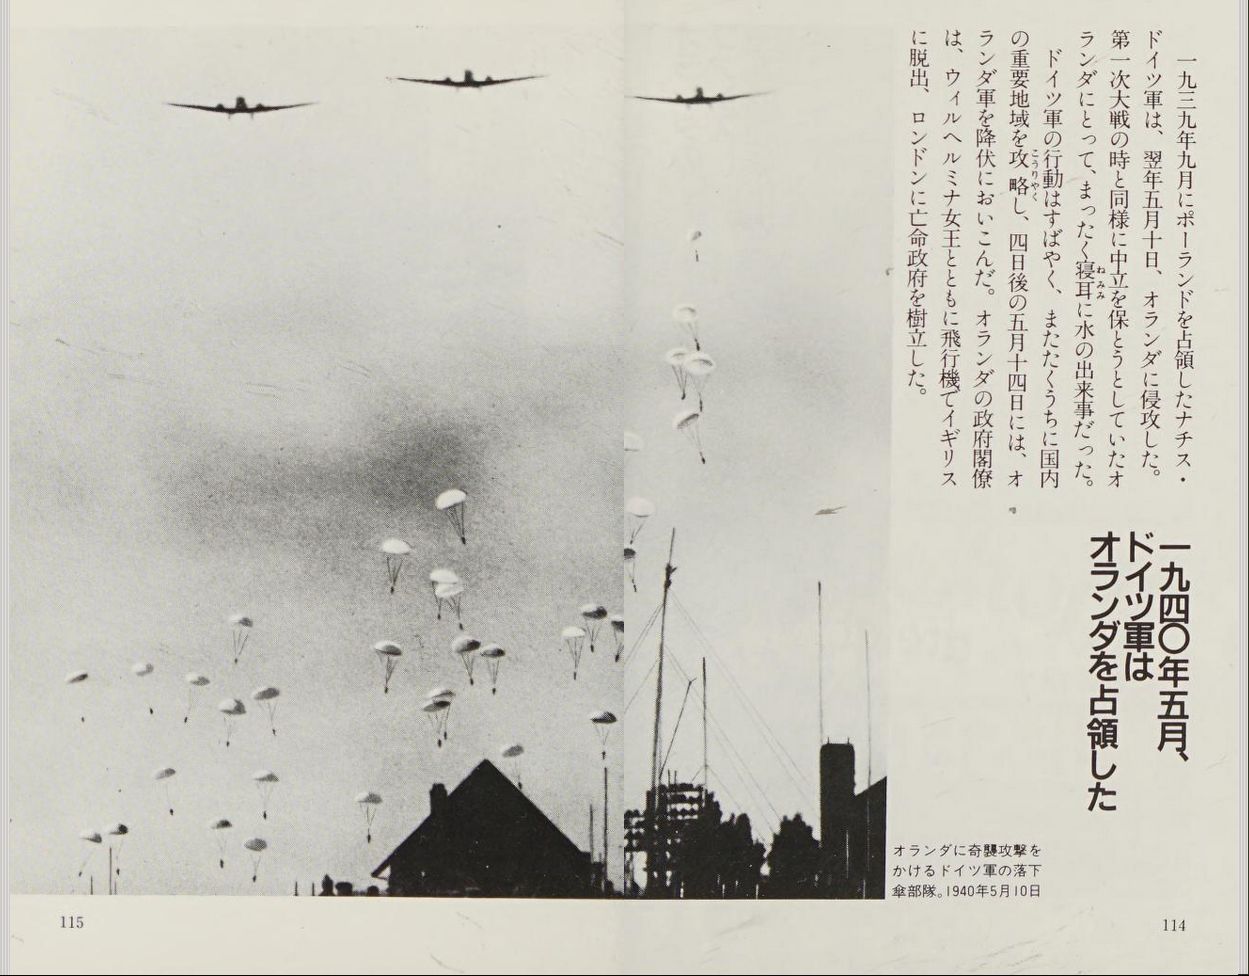 一九四〇年五月、
ドイツ軍は
オランダを占領した
一九三九年九月にポーランドを占領したナチス・
ドイツ軍は、翌年五月十日、オランダに侵攻した。
第一次大戦の時と同様に中立を保とうとしていたオ
ランダにとって、まったく寝耳に水の出来事だった。
ねみみ
ドイツ軍の行動はすばやく、またたくうちに国内
の重要地域を攻略し、四日後の五月十四日には、オ
こうりやく
ランダ軍を降伏においこんだ。オランダの政府閣僚
は、ウィルヘルミナ女王とともに飛行機でイギリス
に脱出、ロンドンに亡命政府を樹立した。
オランダに奇襲攻撃を
かけるドイツ軍の落下
傘部隊。1940年5月10日
114
115